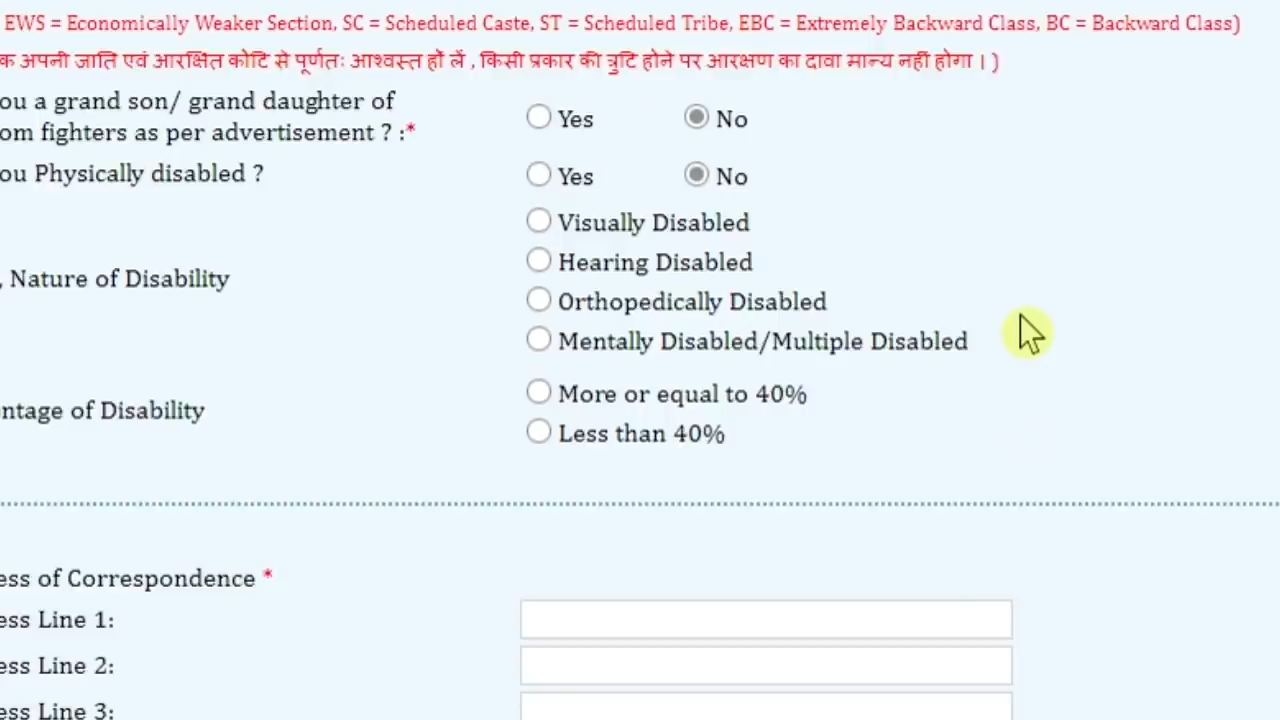 EWS = Economically Weaker Section, SC = Scheduled Caste, ST = Scheduled Tribe, EBC = Extremely Backward Class, BC = Backward Class)
क अपनी जाति एवं आरक्षित कोटि से पूर्णतः आश्वस्त हों लें , किसी प्रकार की त्रुटि होने पर आरक्षण का दावा मान्य नहीं होगा । )
ou a grand son/ grand daughter of
om fighters as per advertisement ? :*
Yes No
ou Physically disabled ? Yes No
Visually Disabled
Hearing Disabled
, Nature of Disability
Orthopedically Disabled
Mentally Disabled/Multiple Disabled
More or equal to 40%
ntage of Disability
Less than 40%
ess of Correspondence *
ess Line 1:
ess Line 2:
ess Line 3: